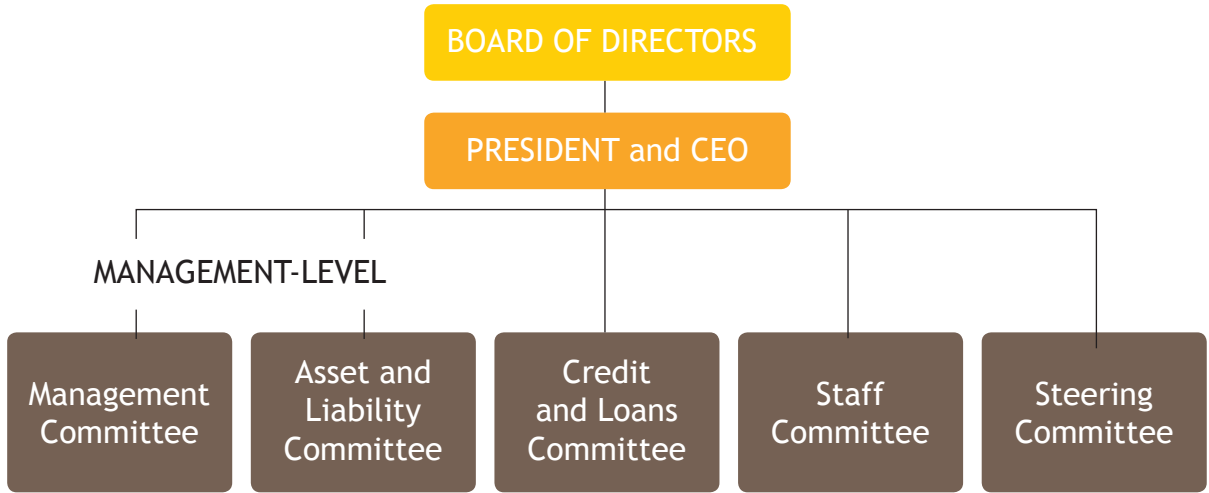 BOARD OF DIRECTORS
PRESIDENT and CEO
MANAGEMENT-LEVEL
Management
Committee
Asset and
Liability
Committee
Credit
and Loans
Committee
Staff
Committee
Steering
Committee